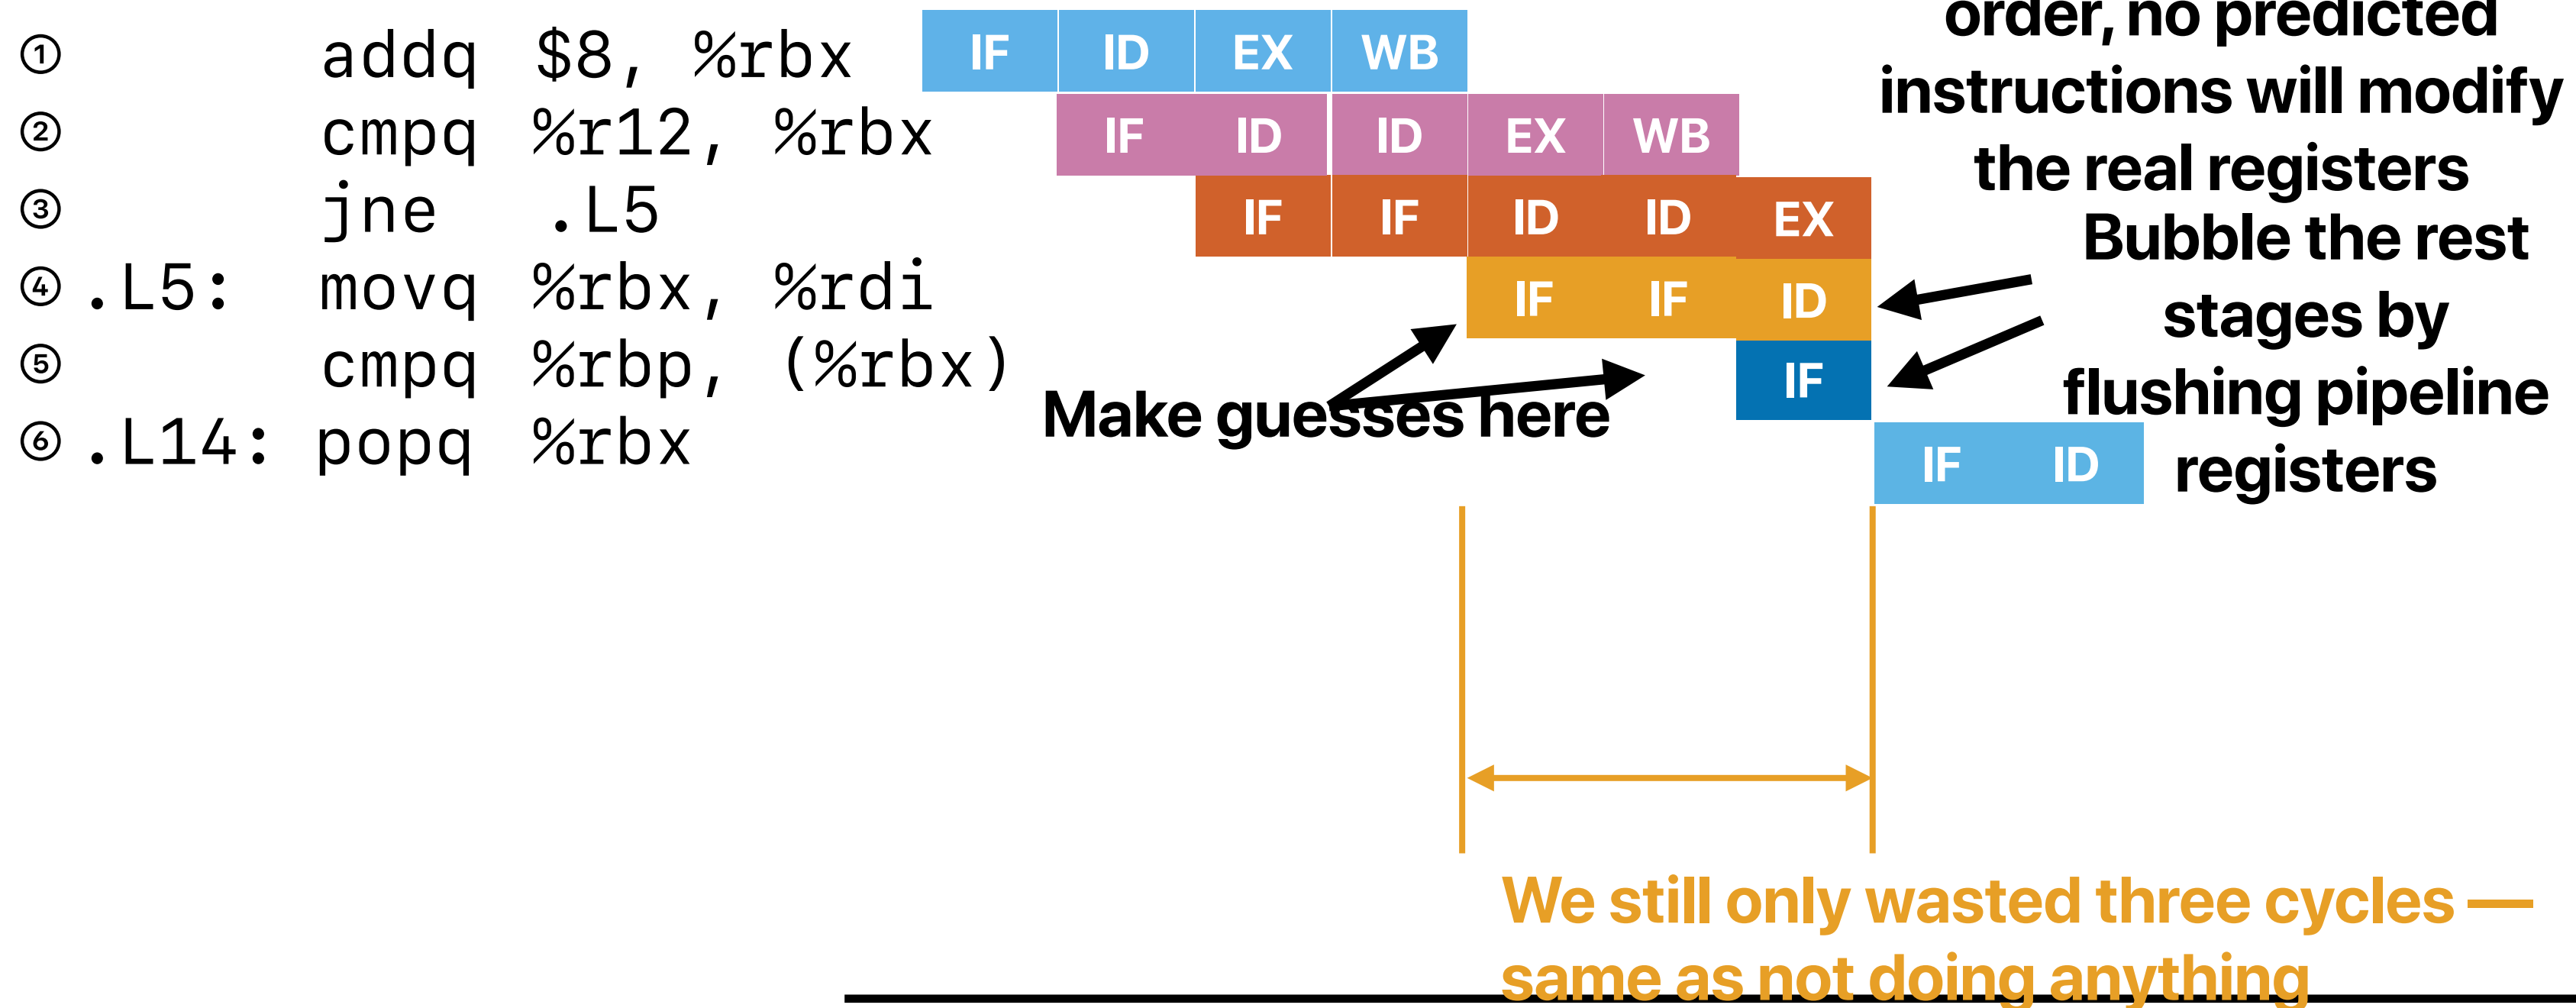 ① addq $8, %rbx IF ID EX WB
② cmpq %r12, %rbx IF ID ID EX WB
③ jne .L5 IF IF ID ID EX
④ .L5: movq %rbx, %rdi IF IF ID
⑤ cmpq %rbp, (%rbx) IF
⑥ .L14: popq %rbx IF ID
order, no predicted
instructions will modify
the real registers
Bubble the rest
stages by
flushing pipeline
registers
Make guesses here
We still only wasted three cycles —
same as not doing anything